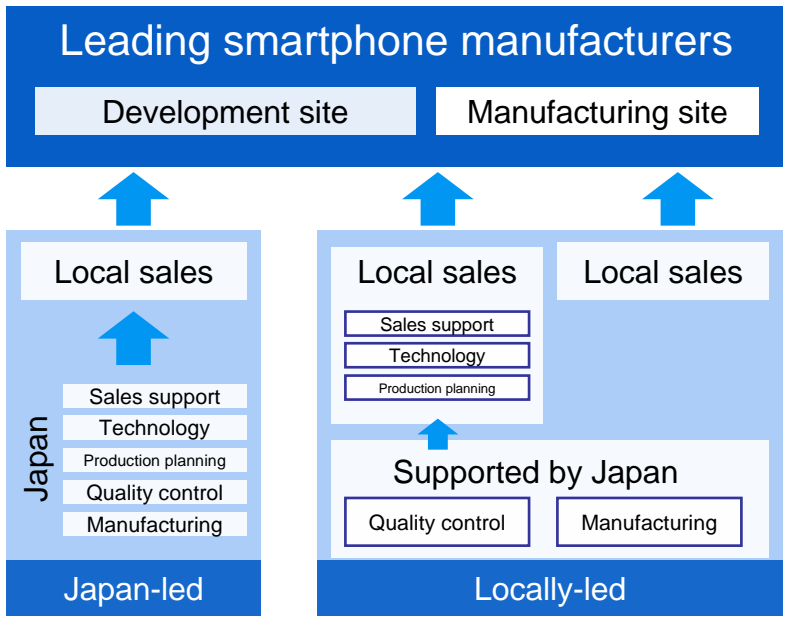 Leading smartphone manufacturers
Development site
Manufacturing site
Local sales
Japan
Sales support
Technology
Production planning
Quality control
Manufacturing
Japan-led
Local sales
Sales support
Technology
Production planning
Local sales
Supported by Japan
Quality control
Manufacturing
Locally-led